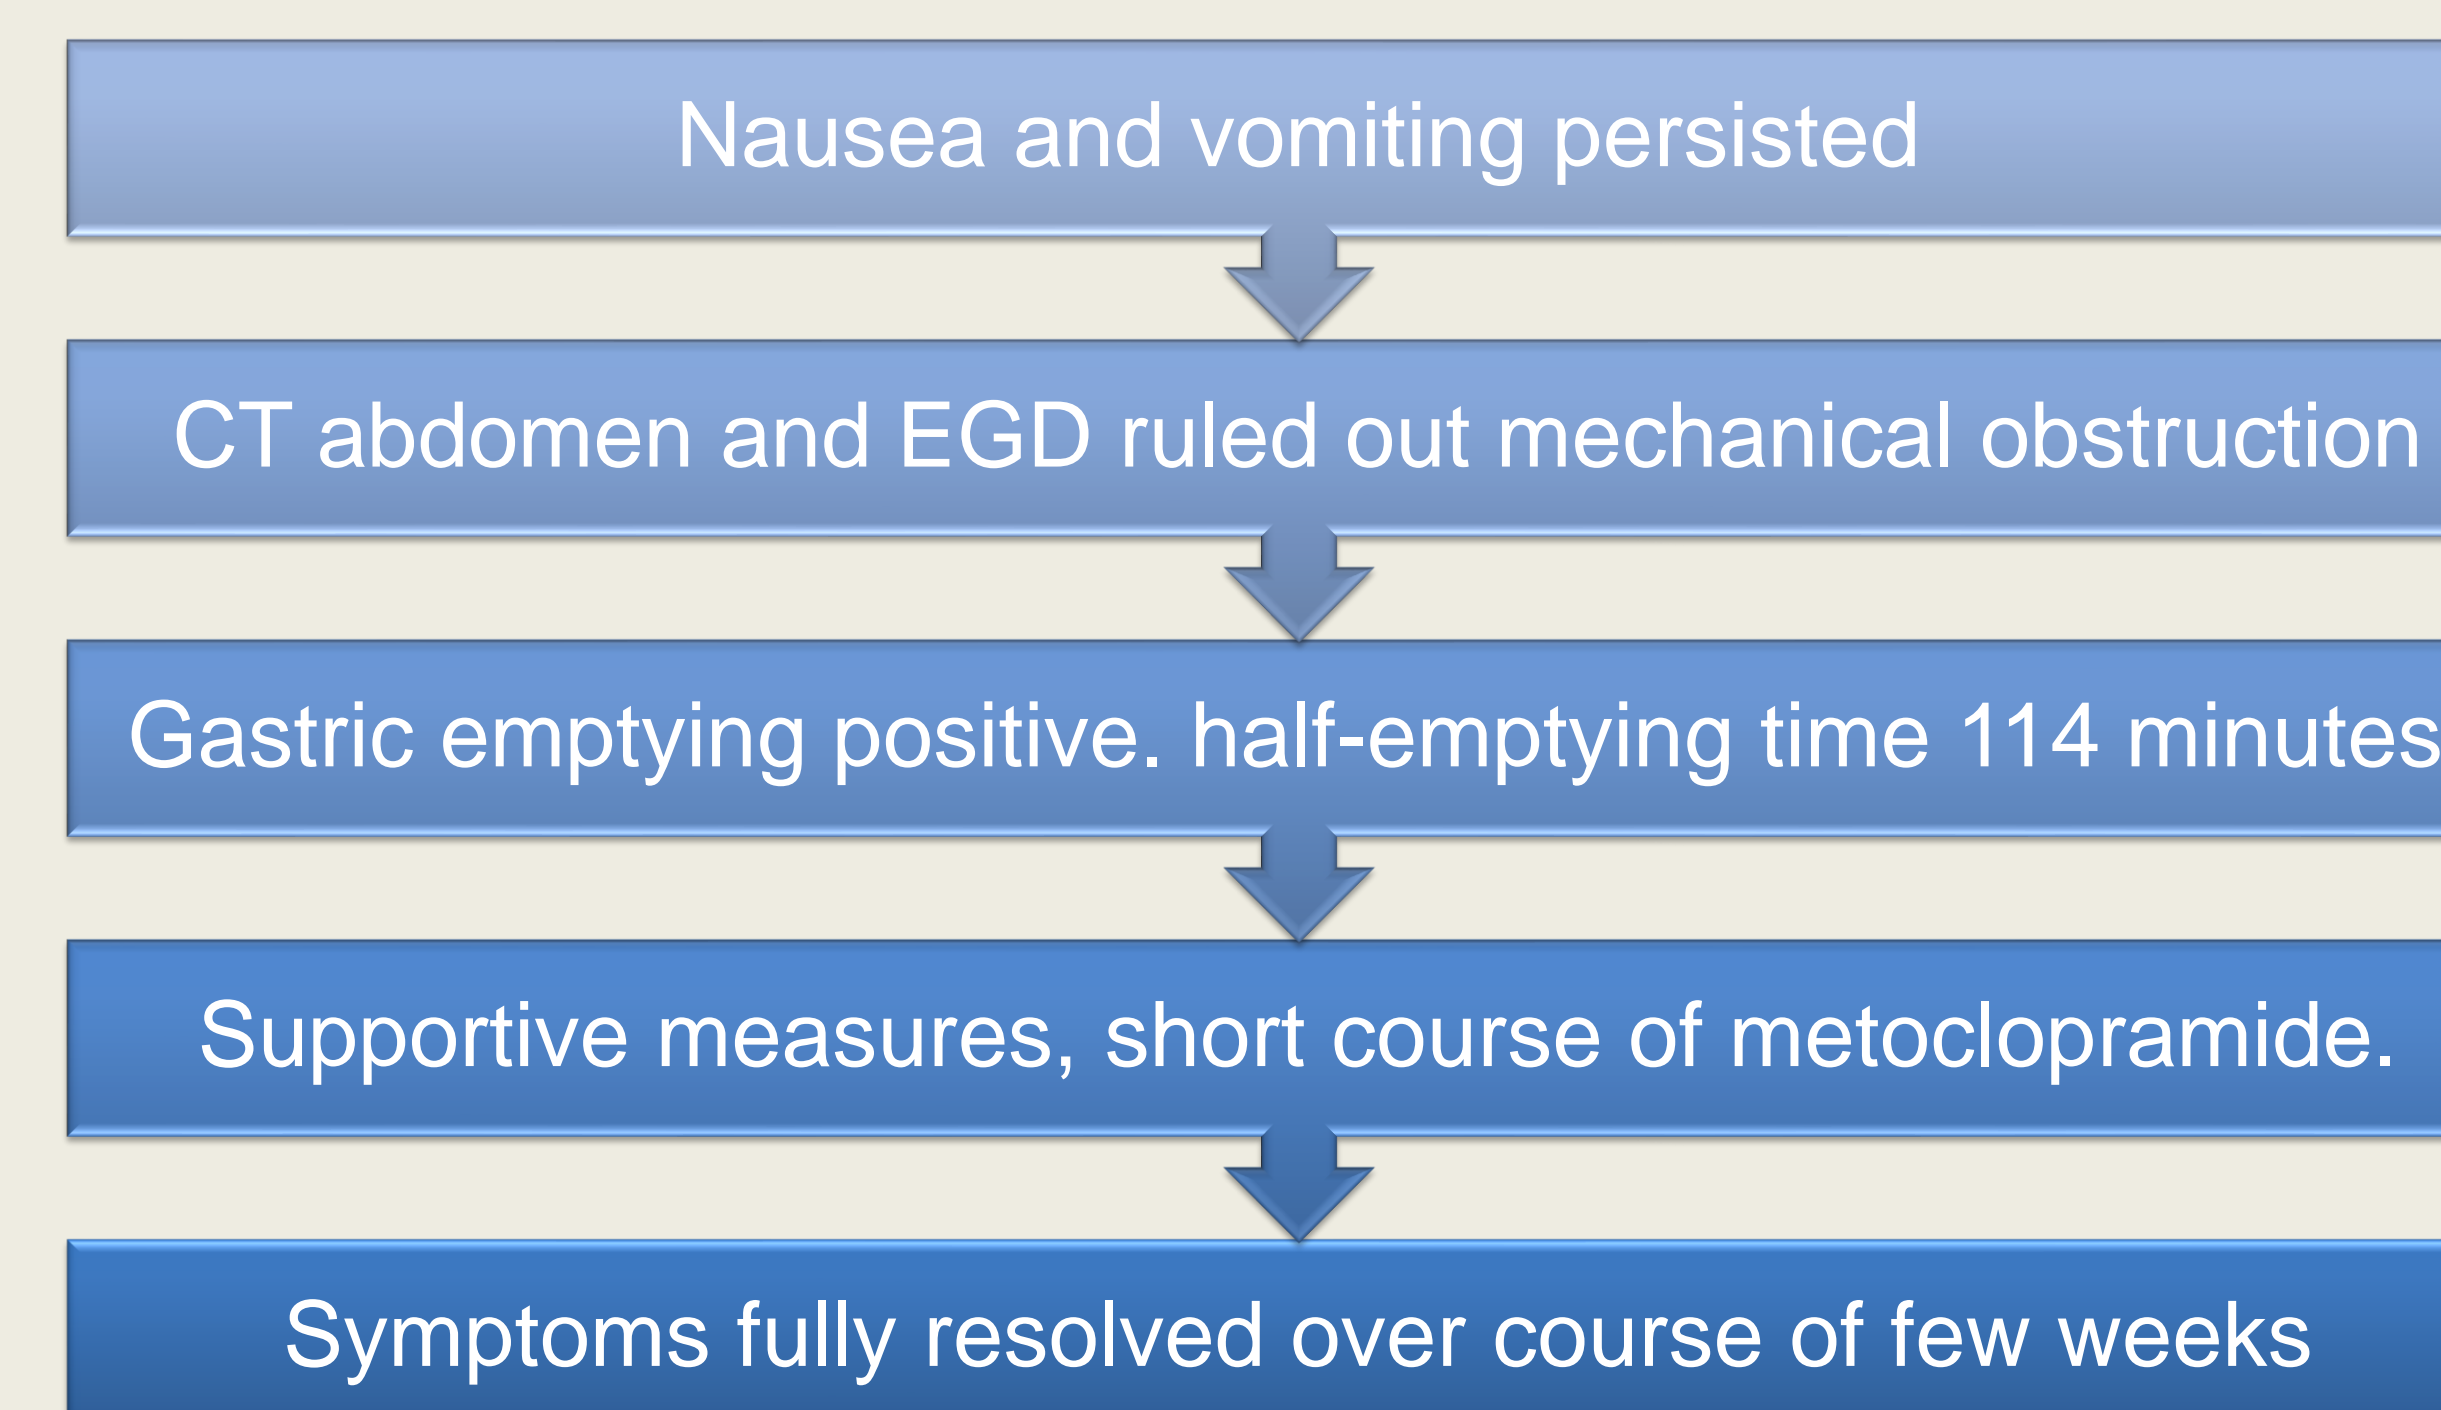 Nausea and vomiting persisted
CT abdomen and EGD ruled out mechanical obstruction
Gastric emptying positive. half-emptying time 114 minutes
Supportive measures, short course of metoclopramide.
Symptoms fully resolved over course of few weeks